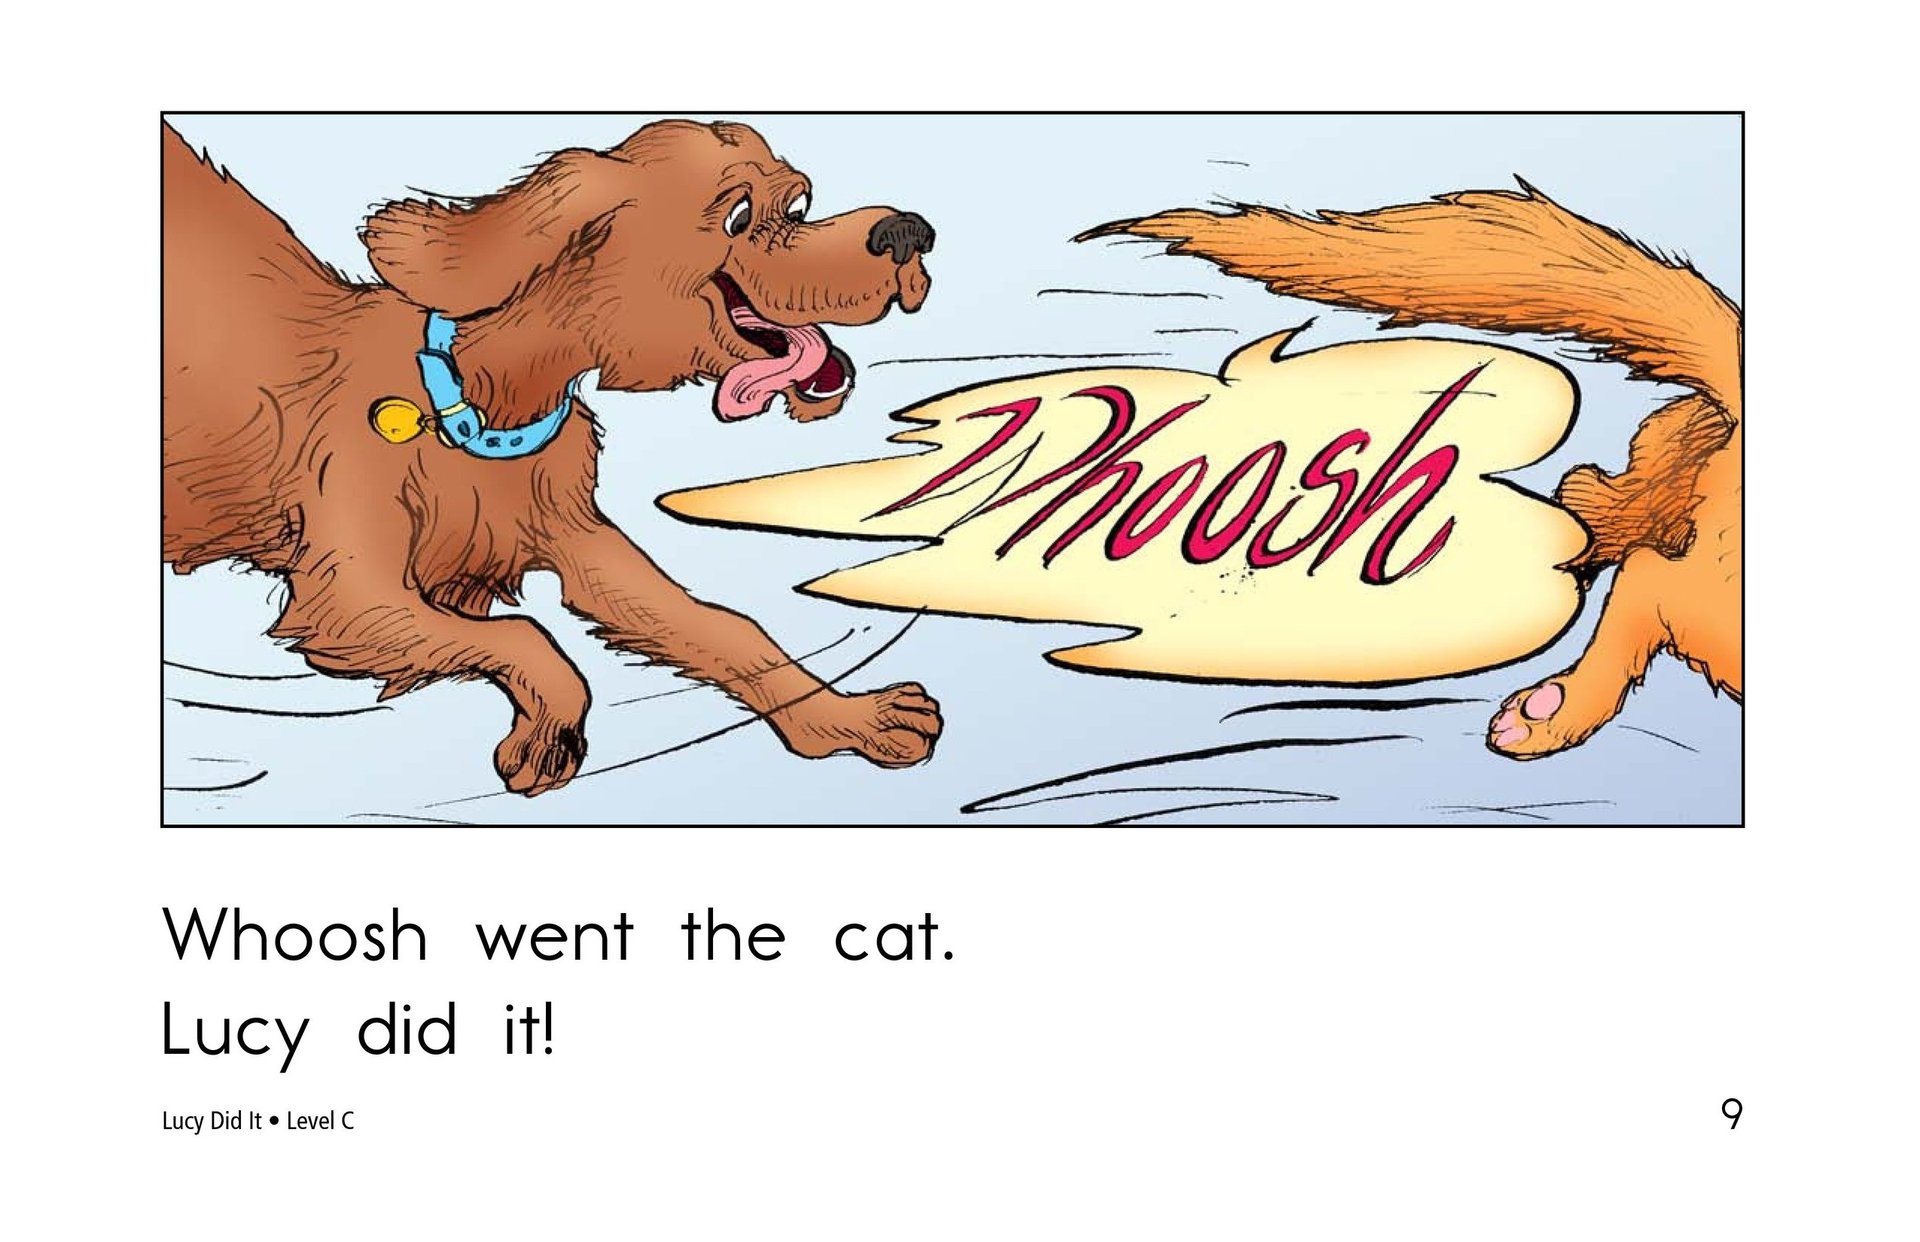 Whoosh
Whoosh went the cat.
Lucy did it!
Lucy Did It • Level C
9